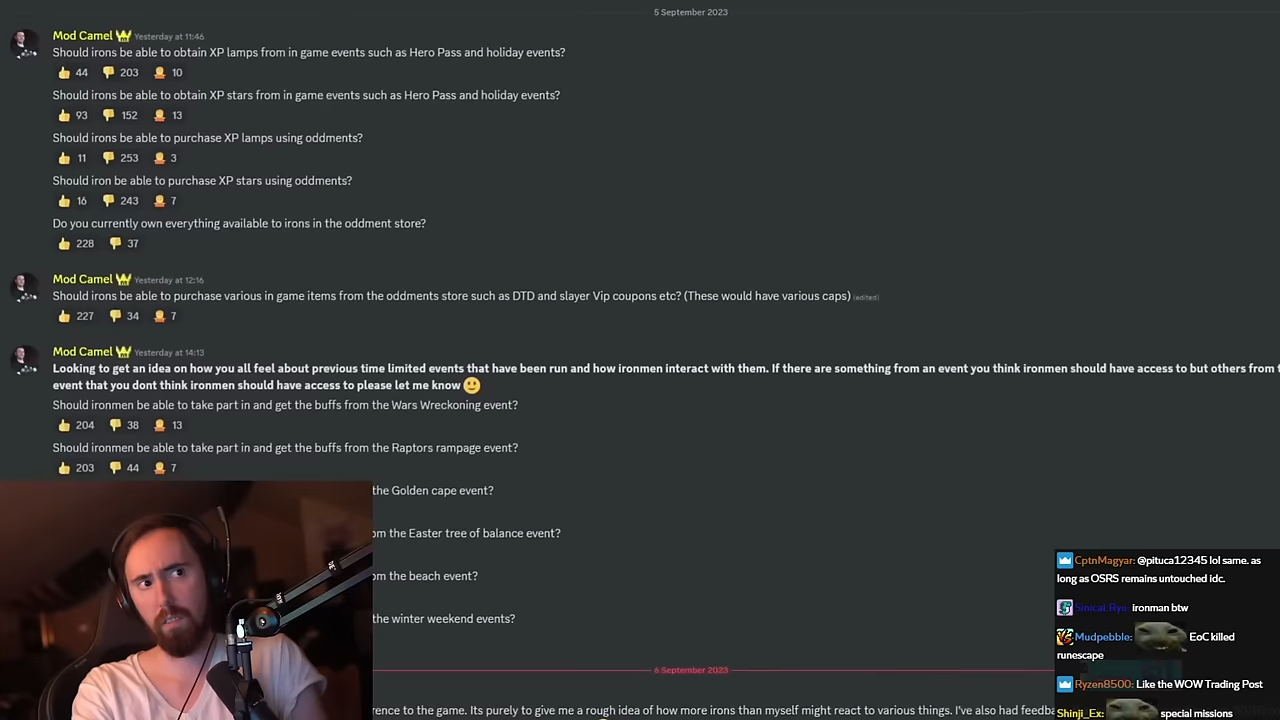 5 September 2023
Mod Camel Yesterday at 11:46
Should irons be able to obtain XP lamps from in game events such as Hero Pass and holiday events?
44 203 10
Should irons be able to obtain XP stars from in game events such as Hero Pass and holiday events?
93 152 13
Should irons be able to purchase XP lamps using oddments?
11 253 3
Should iron be able to purchase XP stars using oddments?
16 243 7
Do you currently own everything available to irons in the oddment store?
228 37
Mod Camel Yesterday at 12:16
Should irons be able to purchase various in game items from the oddments store such as DTD and slayer Vip coupons etc? (These would have various caps) (edited)
227 34 7
Mod Camel Yesterday at 14:13
Looking to get an idea on how you all feel about previous time limited events that have been run and how ironmen interact with them. If there are something from an event you think ironmen should have access to but others from
event that you dont think ironmen should have access to please let me know
Should ironmen be able to take part in and get the buffs from the Wars Wreckoning event?
204 38 13
Should ironmen be able to take part in and get the buffs from the Raptors rampage event?
203 44 7
the Golden cape event?
om the Easter tree of balance event?
om the beach event?
the winter weekend events?
6 September 2023
rence to the game. Its purely to give me a rough idea of how more irons than myself might react to various things. I've also had feedba
CptnMagyar: @pituca12345 lol same. as
long as OSRS remains untouched idc.
Sinical.Ryu: ironman btw
Mudpebble: EoC killed
runescape
Ryzen8500: Like the WOW Trading Post
Shinji_Ex: special missions